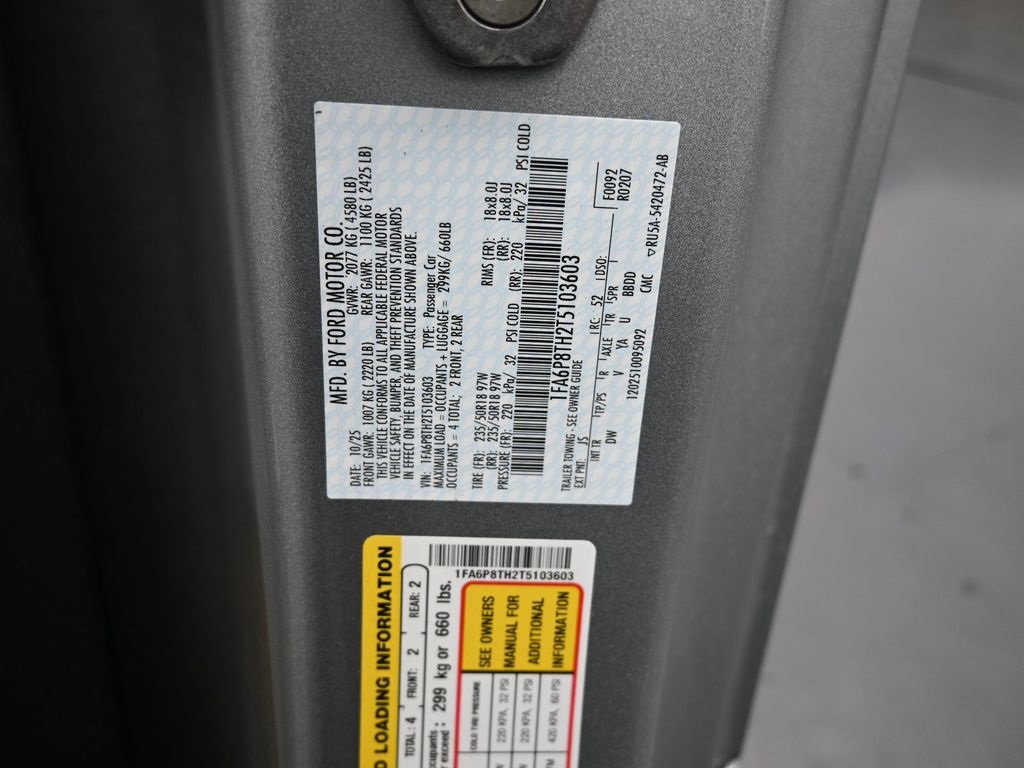 MFD. BY FORD MOTOR CO.
DATE: 10/25 GVWR: 2077 KG ( 4580 LB)
FRONT GAWR: 1007 KG ( 2220 LB) REAR GAWR: 1100 KG ( 2425 LB)
THIS VEHICLE CONFORMS TO ALL APPLICABLE FEDERAL MOTOR
VEHICLE SAFETY, BUMPER, AND THEFT PREVENTION STANDARDS
IN EFFECT ON THE DATE OF MANUFACTURE SHOWN ABOVE.
VIN: 1FA6P8TH2T5103603 TYPE: Passenger Car
MAXIMUM LOAD = OCCUPANTS + LUGGAGE = 299KG/ 660LB
OCCUPANTS = 4 TOTAL; 2 FRONT, 2 REAR
TIRE (FR): 235/50R18 97W RIMS (FR): 18x8.0J
(RR): 235/50R18 97W (RR): 18x8.0J
PRESSURE (FR): 220 kPa/ 32 PSI COLD (RR): 220 kPa/ 32 PSI COLD
1FA6P8TH2T5103603
TRAILER TOWING - SEE OWNER GUIDE
EXT PNT: JS RC: 52 DSO: F0092
INT TR TP/PS R AXLE TR SPR R0207
DW V YA U BBDD
1202510095092 GMC ▽RU5A-5420472-AB
LOADING INFORMATION
TOTAL: 4 FRONT: 2 REAR: 2
exceed: 299 kg or 660 lbs.
1FA6P8TH2T5103603
COLD TIRE PRESSURE
220 KPA, 32 PSI
220 KPA, 32 PSI
420 KPA, 60 PSI
SEE OWNERS
MANUAL FOR
ADDITIONAL
INFORMATION